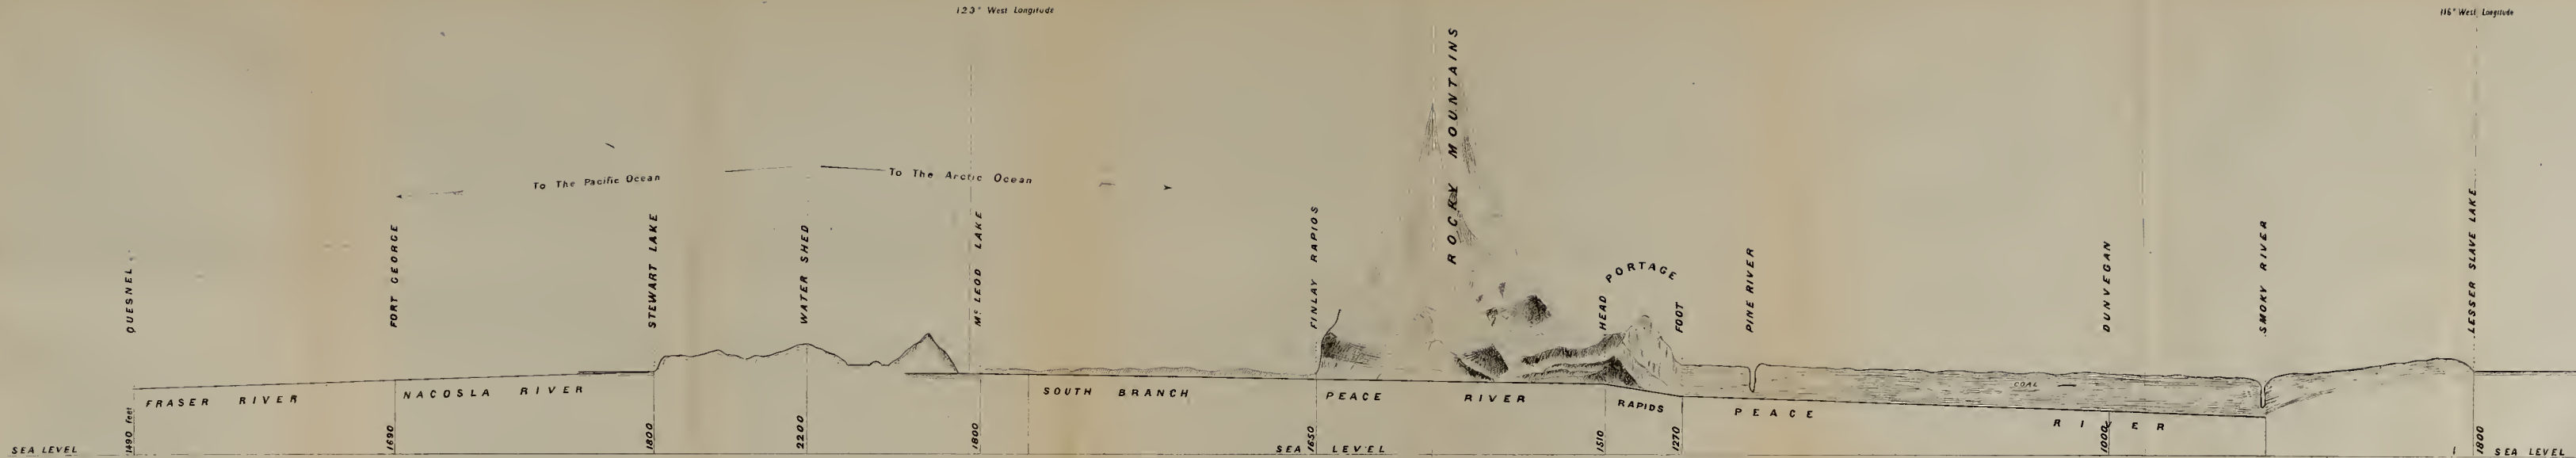 123° West Longitude
116° West Longitude
To The Pacific Ocean
To The Arctic Ocean
QUESNEL
FORT GEORGE
STEWART LAKE
WATER SHED
Mc LEOD LAKE
FINLAY RAPIDS
ROCKY MOUNTAINS
HEAD
PORTAGE
FOOT
PINE RIVER
DUNVEGAN
SMOKY RIVER
LESSER SLAVE LAKE
COAL
FRASER RIVER
NACOSLA RIVER
SOUTH BRANCH
PEACE RIVER
RAPIDS
PEACE RIVER
1490 feet
1690
1800
2200
1800
1650
1510
1270
1000
1800
SEA LEVEL
SEA LEVEL
SEA LEVEL